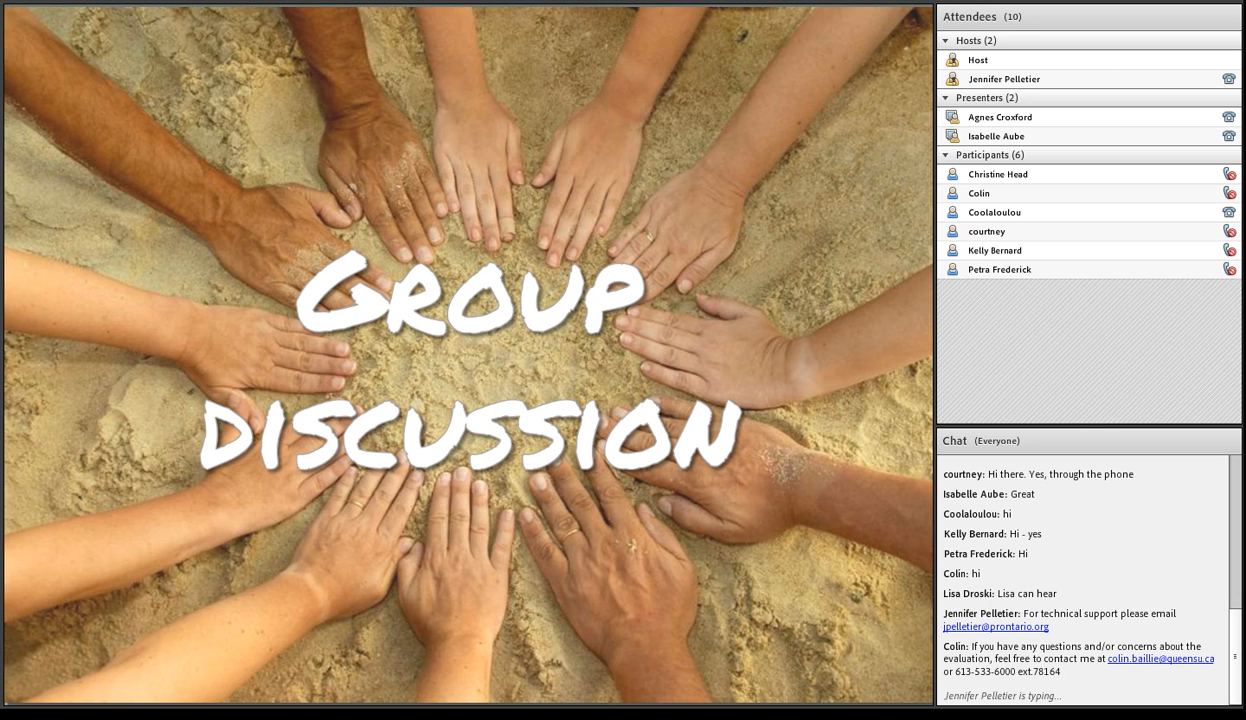 Group
discussion
Attendees (10)
Hosts (2)
Host
Jennifer Pelletier
Presenters (2)
Agnes Croxford
Isabelle Aube
Participants (6)
Christine Head
Colin
Coolaloulou
courtney
Kelly Bernard
Petra Frederick
Chat (Everyone)
courtney: Hi there. Yes, through the phone
Isabelle Aube: Great
Coolaloulou: hi
Kelly Bernard: Hi - yes
Petra Frederick: Hi
Colin: hi
Lisa Droski: Lisa can hear
Jennifer Pelletier: For technical support please email
jpelletier@prontario.org
Colin: If you have any questions and/or concerns about the
evaluation, feel free to contact me at colin.baillie@queensu.ca
or 613-533-6000 ext.78164
Jennifer Pelletier is typing...